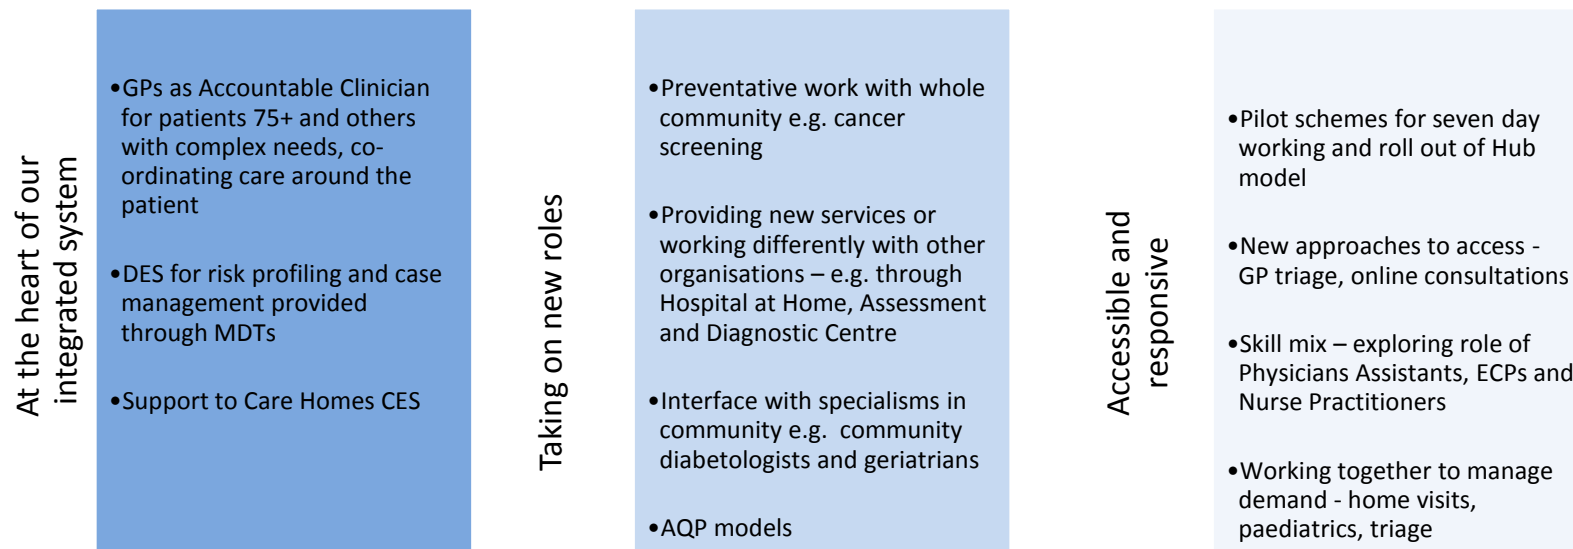 At the heart of our
integrated system
•GPs as Accountable Clinician
for patients 75+ and others
with complex needs, co-
ordinating care around the
patient
•DES for risk profiling and case
management provided
through MDTs
•Support to Care Homes CES
Taking on new roles
•Preventative work with whole
community e.g. cancer
screening
•Providing new services or
working differently with other
organisations – e.g. through
Hospital at Home, Assessment
and Diagnostic Centre
•Interface with specialisms in
community e.g. community
diabetologists and geriatrians
•AQP models
Accessible and
responsive
•Pilot schemes for seven day
working and roll out of Hub
model
•New approaches to access -
GP triage, online consultations
•Skill mix – exploring role of
Physicians Assistants, ECPs and
Nurse Practitioners
•Working together to manage
demand - home visits,
paediatrics, triage